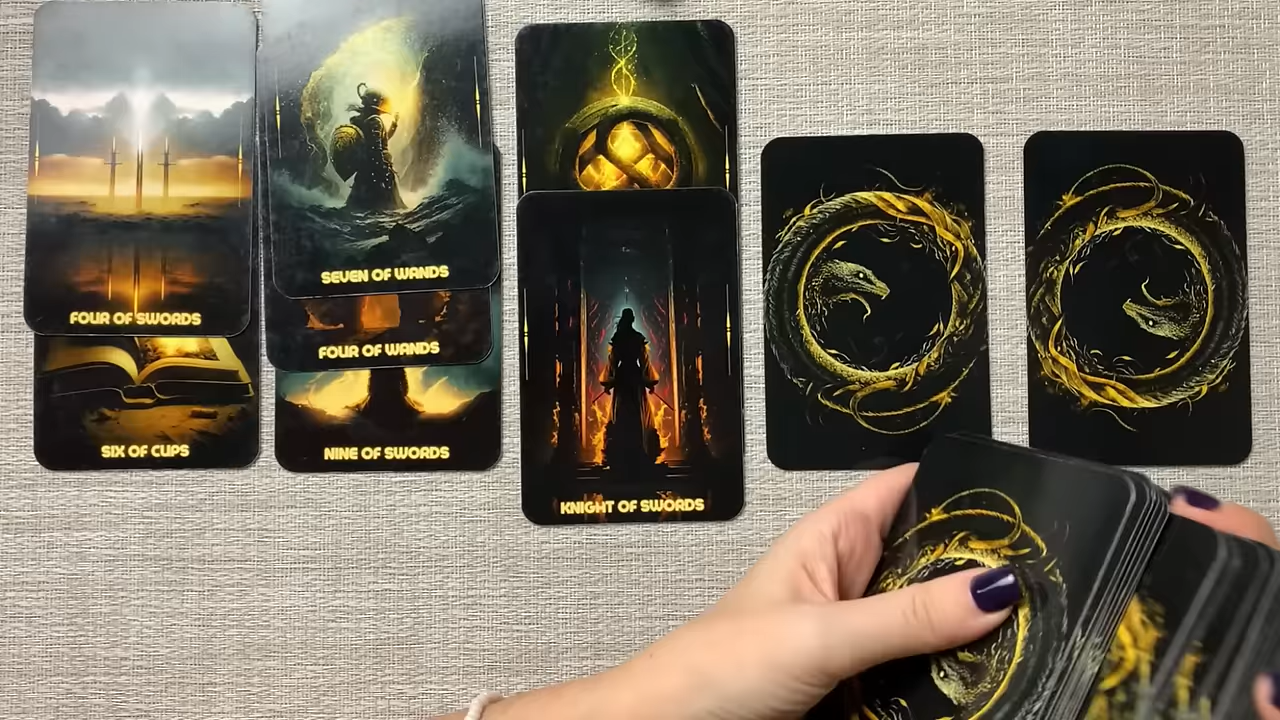 FOUR OF SWORDS
SIX OF CUPS
SEVEN OF WANDS
FOUR OF WANDS
NINE OF SWORDS
KNIGHT OF SWORDS